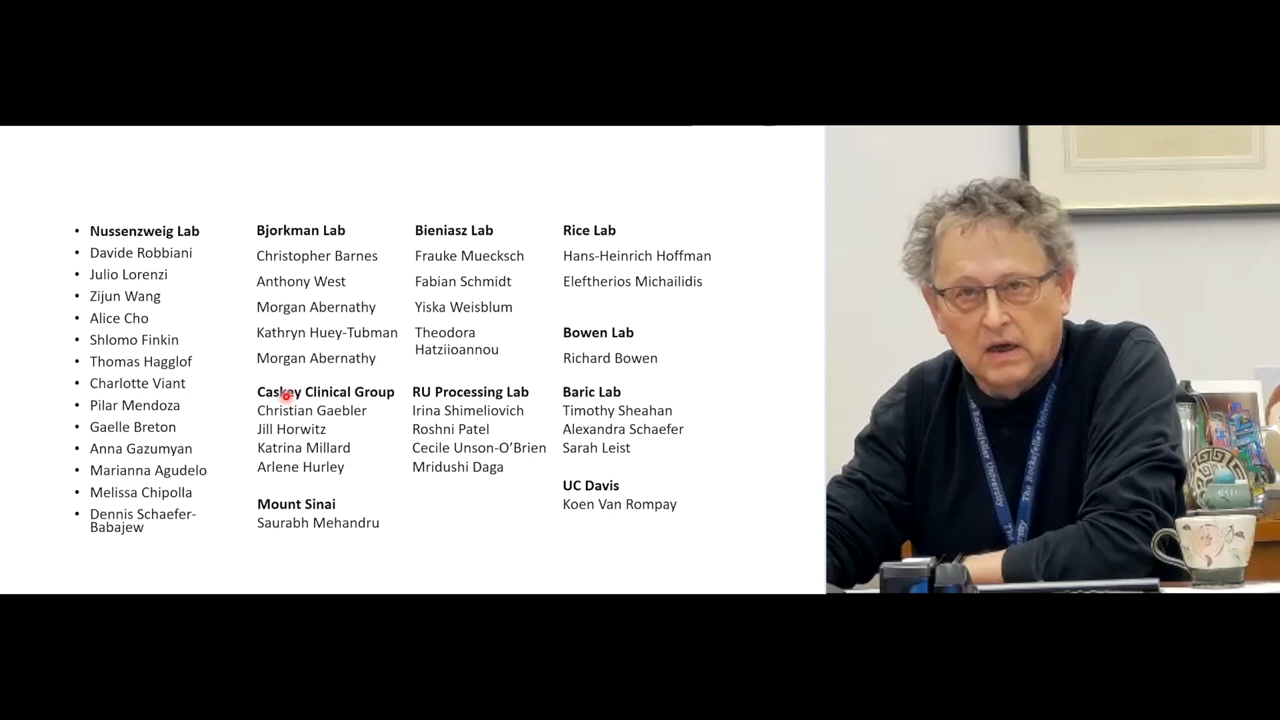 • Nussenzweig Lab
• Davide Robbiani
• Julio Lorenzi
• Zijun Wang
• Alice Cho
• Shlomo Finkin
• Thomas Hagglof
• Charlotte Viant
• Pilar Mendoza
• Gaelle Breton
• Anna Gazumyan
• Marianna Agudelo
• Melissa Chipolla
• Dennis Schaefer-
Babajew
Bjorkman Lab
Christopher Barnes
Anthony West
Morgan Abernathy
Kathryn Huey-Tubman
Morgan Abernathy
Caskey Clinical Group
Christian Gaebler
Jill Horwitz
Katrina Millard
Arlene Hurley
Mount Sinai
Saurabh Mehandru
Bieniasz Lab
Frauke Muecksch
Fabian Schmidt
Yiska Weisblum
Theodora
Hatziioannou
RU Processing Lab
Irina Shimeliovich
Roshni Patel
Cecile Unson-O’Brien
Mridushi Daga
Rice Lab
Hans-Heinrich Hoffman
Eleftherios Michailidis
Bowen Lab
Richard Bowen
Baric Lab
Timothy Sheahan
Alexandra Schaefer
Sarah Leist
UC Davis
Koen Van Rompay
Rockefeller University
The Rockefeller University